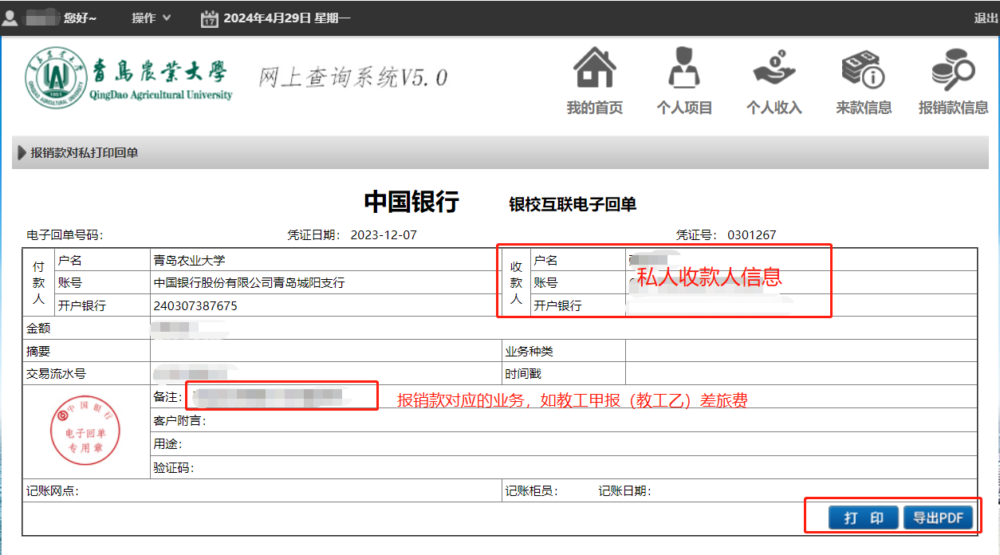 您好~ 操作 17 2024年4月29日 星期一 退出
青岛农业大学 QingDao Agricultural University 1951
青島農業大學
QingDao Agricultural University
网上查询系统V5.0
我的首页 个人项目 个人收入 来款信息 报销款信息
报销款对私打印回单
中国银行 银校互联电子回单
电子回单号码: 凭证日期: 2023-12-07 凭证号: 0301267
付款人 户名 青岛农业大学 收款人 户名
账号 中国银行股份有限公司青岛城阳支行 账号
私人收款人信息
开户银行 240307387675 开户银行
金额
摘要 业务种类
交易流水号 时间戳
备注: 报销款对应的业务，如教工甲报（教工乙）差旅费
客户附言:
用途:
验证码:
中国银行
电子回单
专用章
记账网点: 记账柜员: 记账日期:
打 印 导出PDF